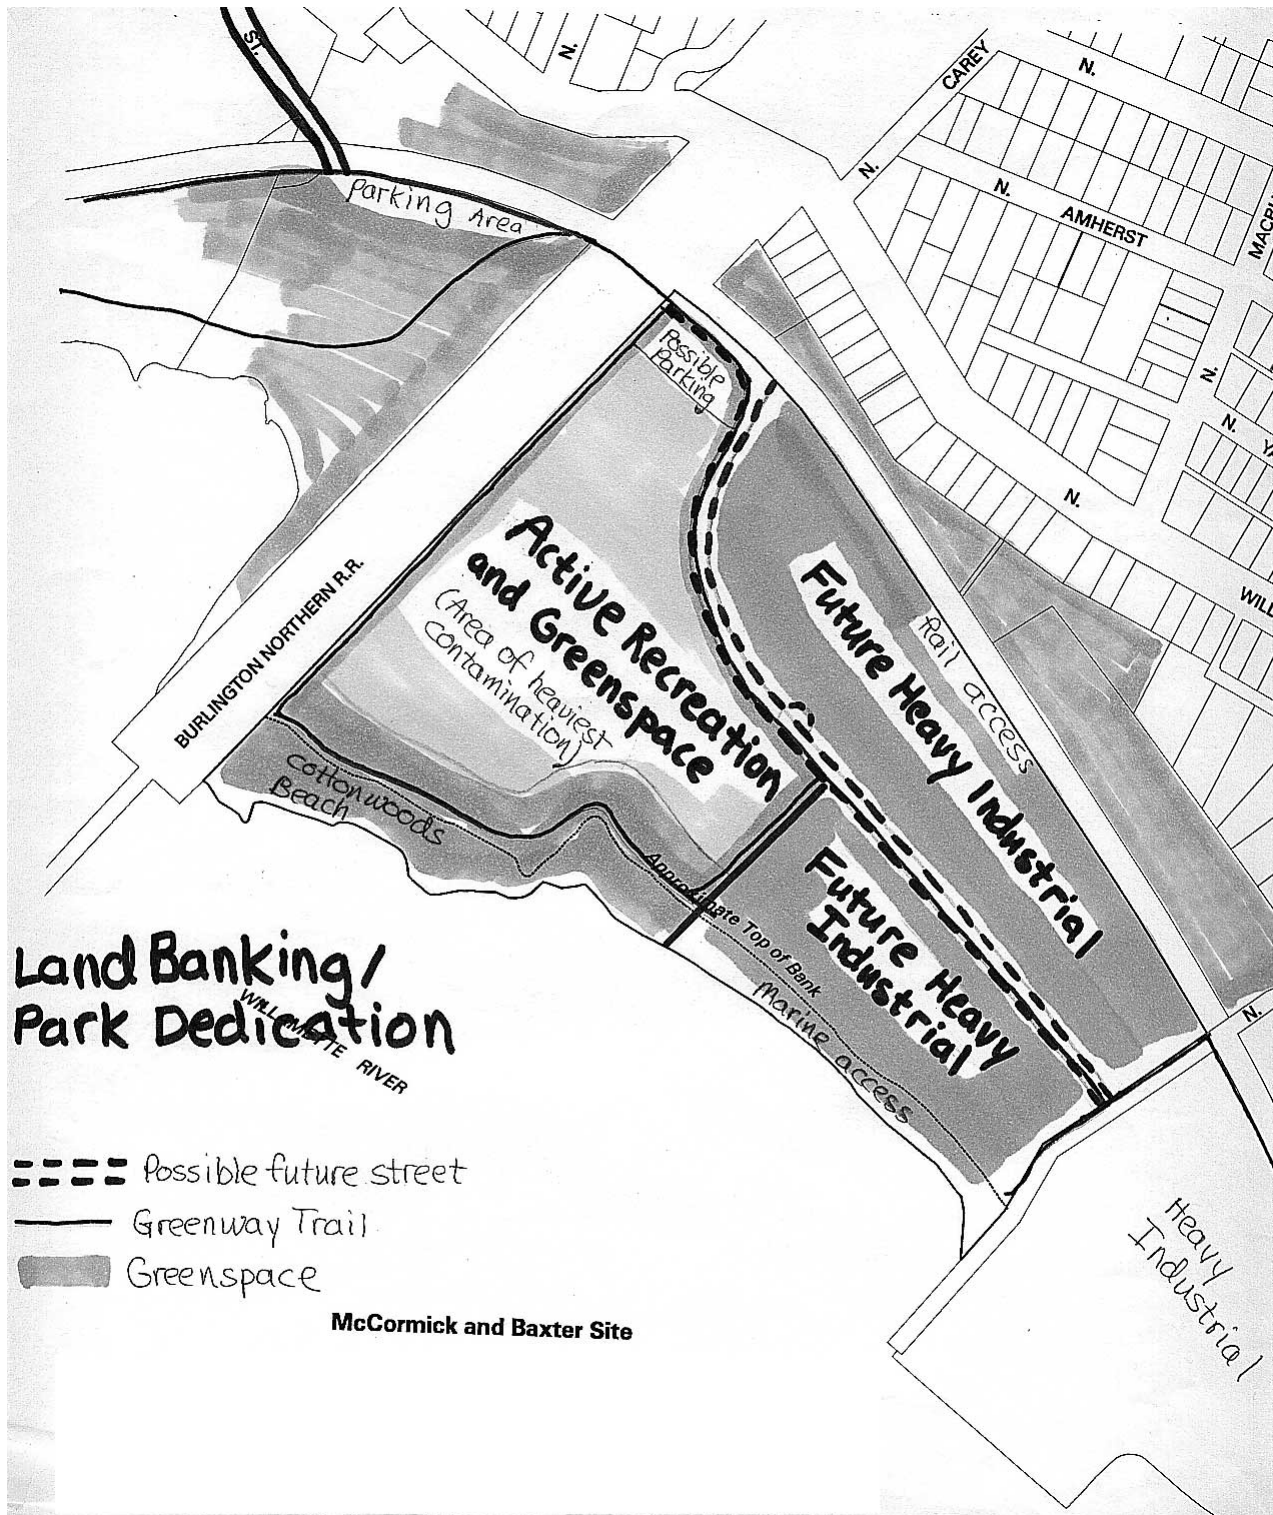 ST.
N.
CAREY
N.
N.
N.
AMHERST
Parking Area
Possible
Parking
N.
N.
N.
BURLINGTON NORTHERN R.R.
Active Recreation
and Greenspace
(Area of heaviest
contamination)
Future Heavy Industrial
Rail access
Cottonwoods
Beach
Approximate Top of Bank
Future Heavy
Industrial
Marine access
N.
Land Banking/
Park Dedication
WILLAMETTE RIVER
Possible future street
Greenway Trail
Greenspace
McCormick and Baxter Site
Heavy
Industrial